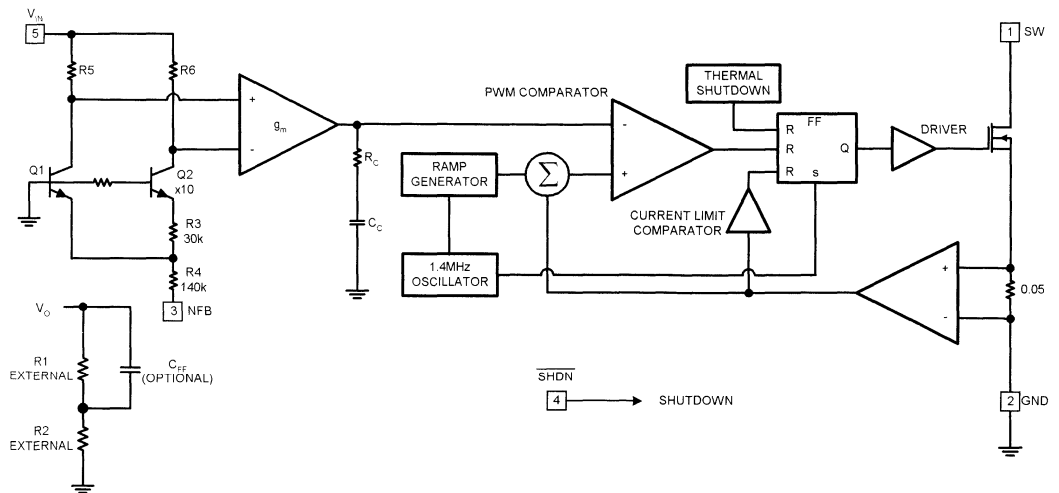 V_IN
5
R5
R6
+
g_m
-
Q1
Q2
x10
R3
30k
R4
140k
3 NFB
R_C
C_C
V_O
R1
EXTERNAL
C_FF
(OPTIONAL)
R2
EXTERNAL
PWM COMPARATOR
-
+
RAMP
GENERATOR
Σ
1.4MHz
OSCILLATOR
THERMAL
SHUTDOWN
FF
R
R
R
Q
s
CURRENT LIMIT
COMPARATOR
DRIVER
1 SW
+
-
0.05
2 GND
SHDN
4
SHUTDOWN